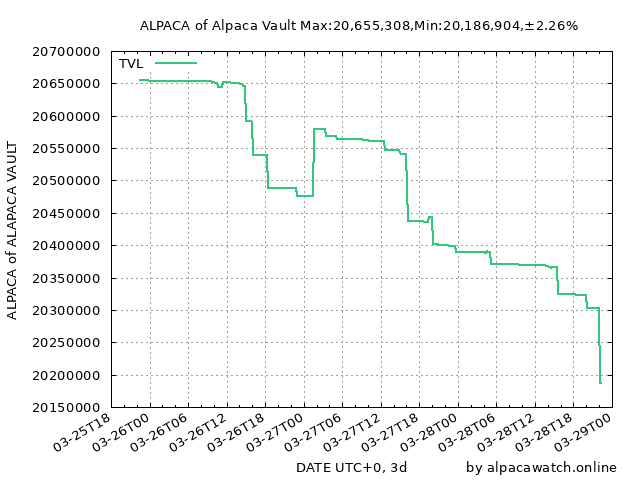 ALPACA of Alpaca Vault Max:20,655,308,Min:20,186,904,±2.26%
TVL
20700000
20650000
20600000
20550000
20500000
20450000
20400000
20350000
20300000
20250000
20200000
20150000
ALPACA of ALAPACA VAULT
03-25T18
03-26T00
03-26T06
03-26T12
03-26T18
03-27T00
03-27T06
03-27T12
03-27T18
03-28T00
03-28T06
03-28T12
03-28T18
03-29T00
DATE UTC+0, 3d
by alpacawatch.online